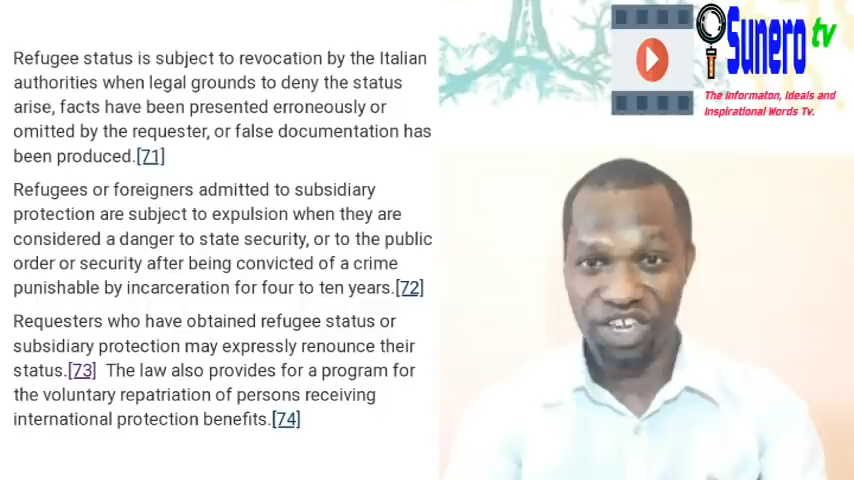 Refugee status is subject to revocation by the Italian
authorities when legal grounds to deny the status
arise, facts have been presented erroneously or
omitted by the requester, or false documentation has
been produced.[71]
Refugees or foreigners admitted to subsidiary
protection are subject to expulsion when they are
considered a danger to state security, or to the public
order or security after being convicted of a crime
punishable by incarceration for four to ten years.[72]
Requesters who have obtained refugee status or
subsidiary protection may expressly renounce their
status.[73] The law also provides for a program for
the voluntary repatriation of persons receiving
international protection benefits.[74]
Sunero tv
The Informaton, Ideals and
Inspirational Words Tv.